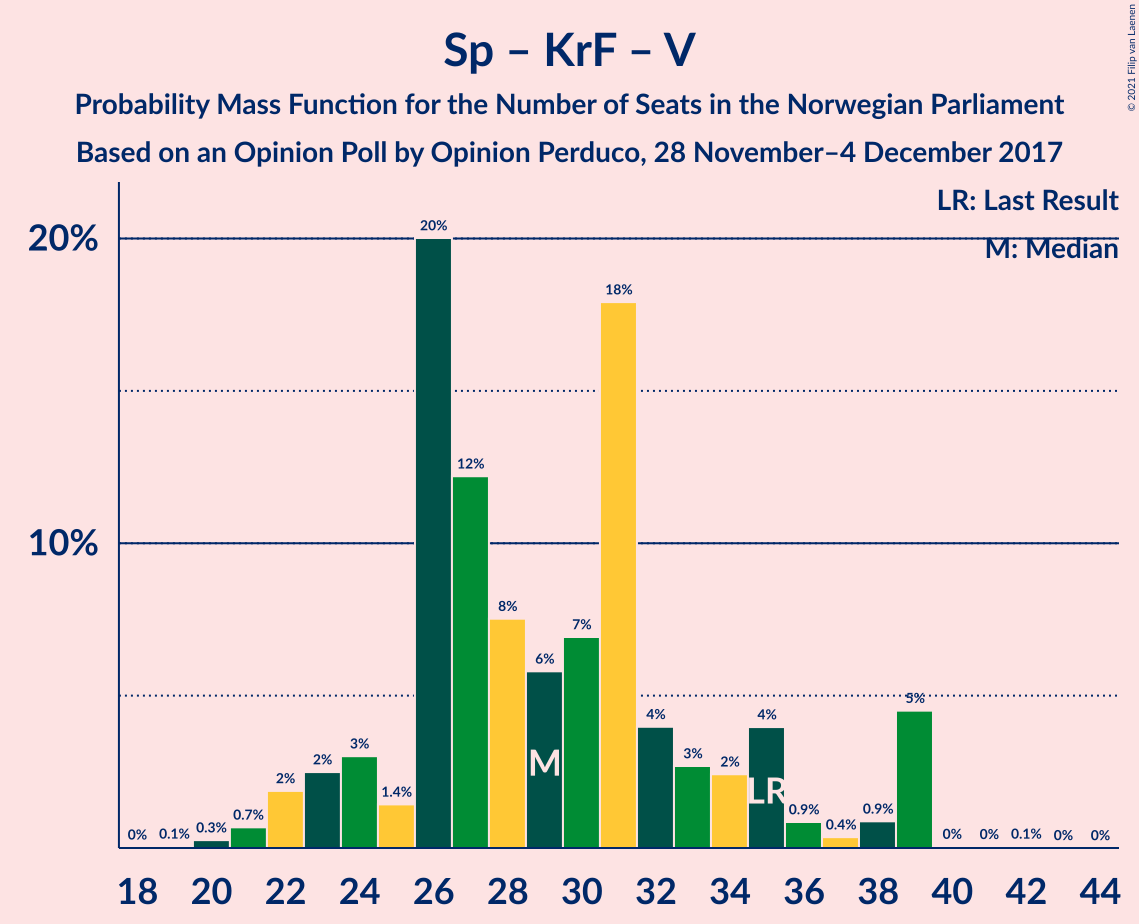 © 2021 Filip van Laenen
Sp – KrF – V
Probability Mass Function for the Number of Seats in the Norwegian Parliament
Based on an Opinion Poll by Opinion Perduco, 28 November–4 December 2017
LR: Last Result
M: Median
20%
10%
0% 0.1% 0.3% 0.7% 2% 2% 3% 1.4% 20% 12% 8% 6% 7% 18% 4% 3% 2% 4% 0.9% 0.4% 0.9% 5% 0% 0% 0.1% 0% 0%
M
LR
18 20 22 24 26 28 30 32 34 36 38 40 42 44